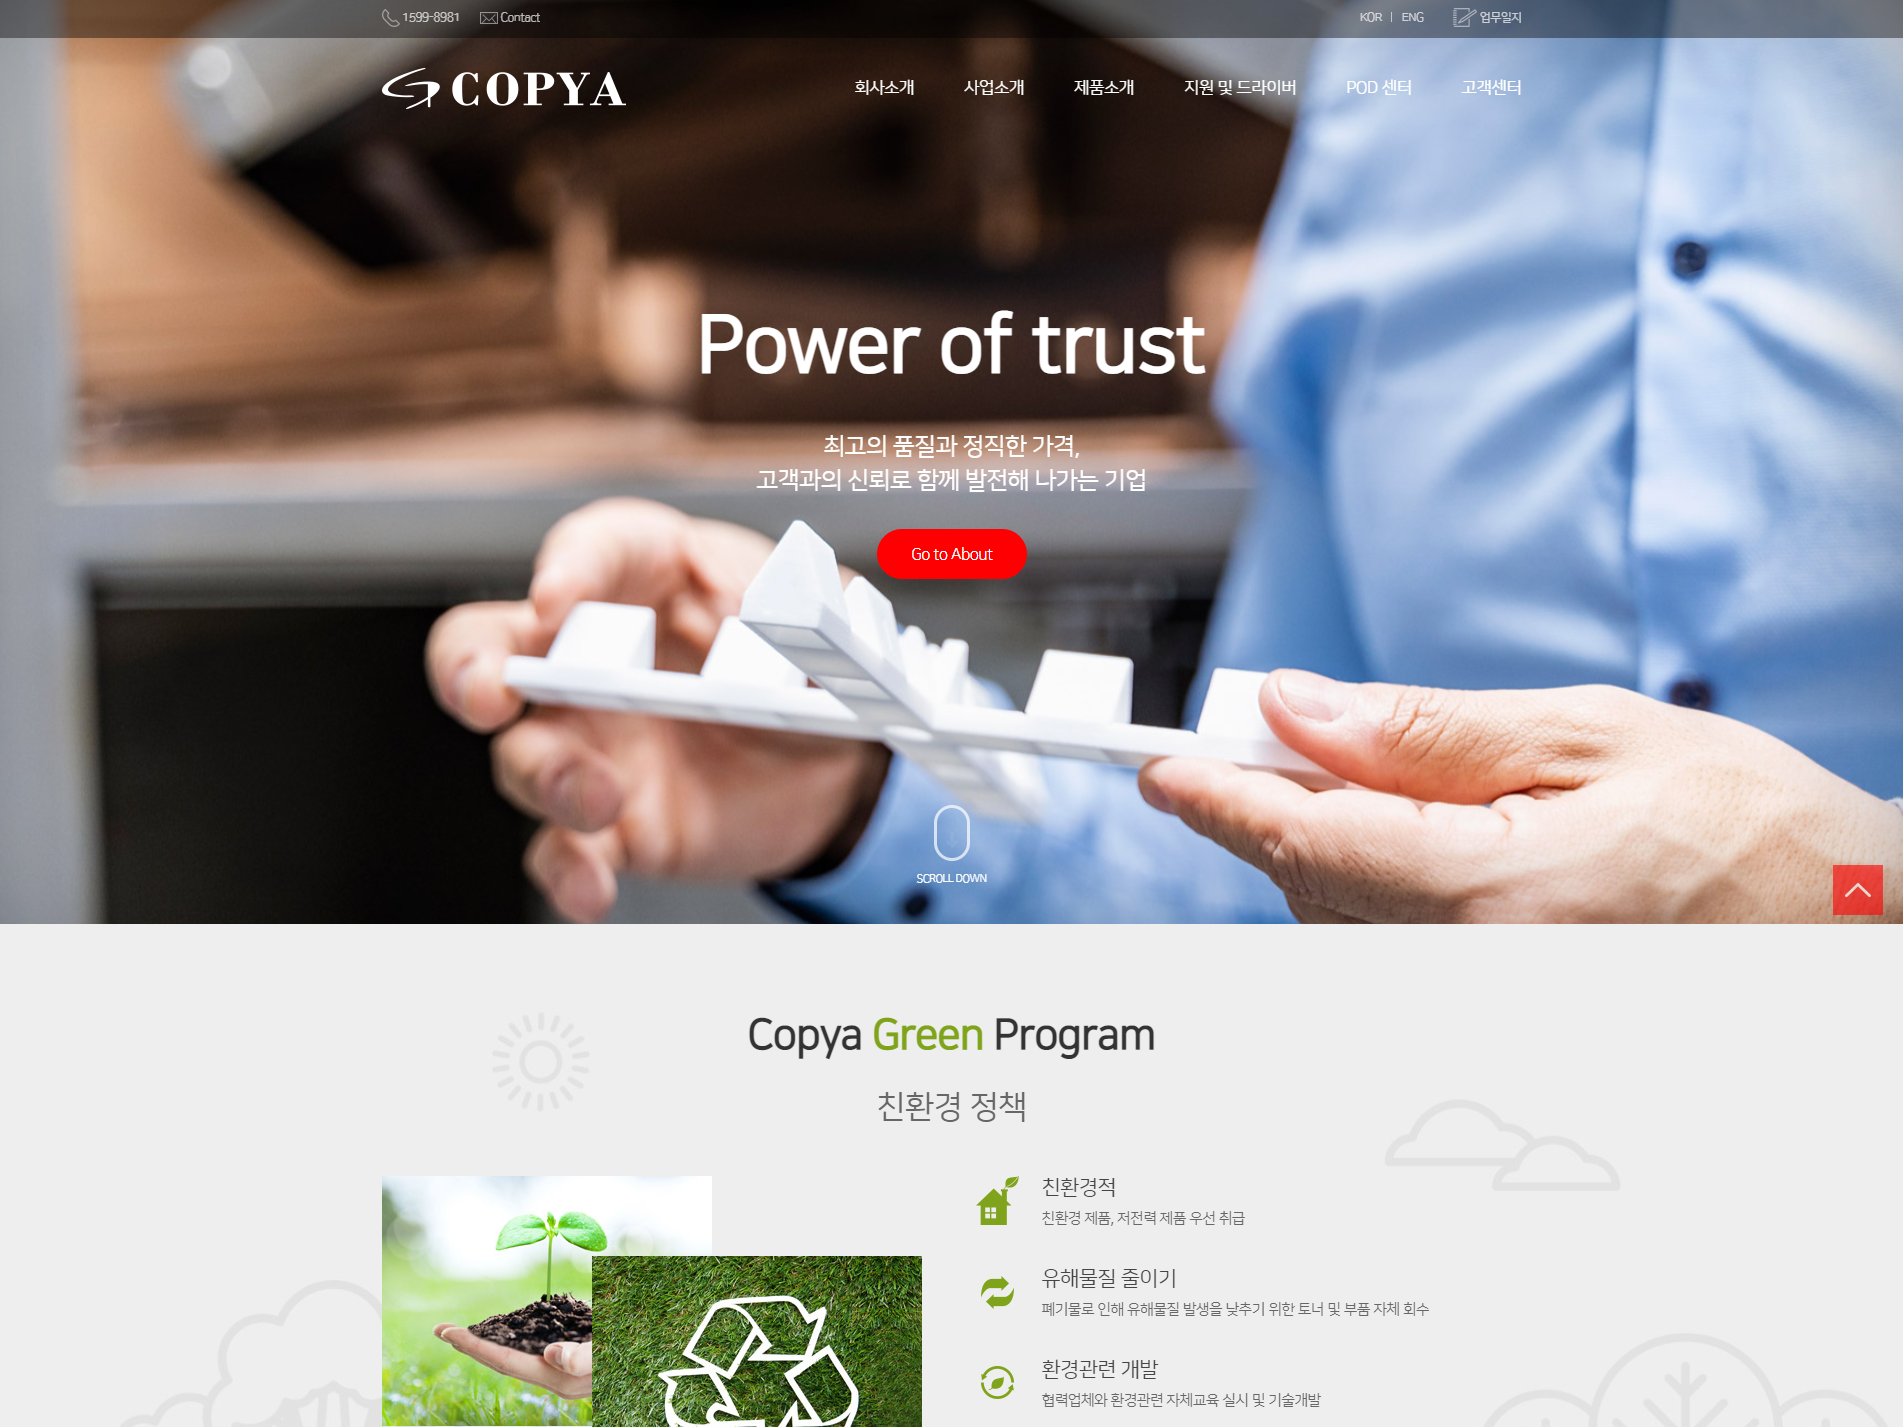 1599-8981 Contact KOR ENG 업무일지
COPYA 회사소개 사업소개 제품소개 지원 및 드라이버 POD 센터 고객센터
Power of trust
최고의 품질과 정직한 가격,
고객과의 신뢰로 함께 발전해 나가는 기업
Go to About
SCROLL DOWN
Copya Green Program
친환경 정책
친환경적
친환경 제품, 저전력 제품 우선 취급
유해물질 줄이기
폐기물로 인해 유해물질 발생을 낮추기 위한 토너 및 부품 자체 회수
환경관련 개발
협력업체와 환경관련 자체교육 실시 및 기술개발